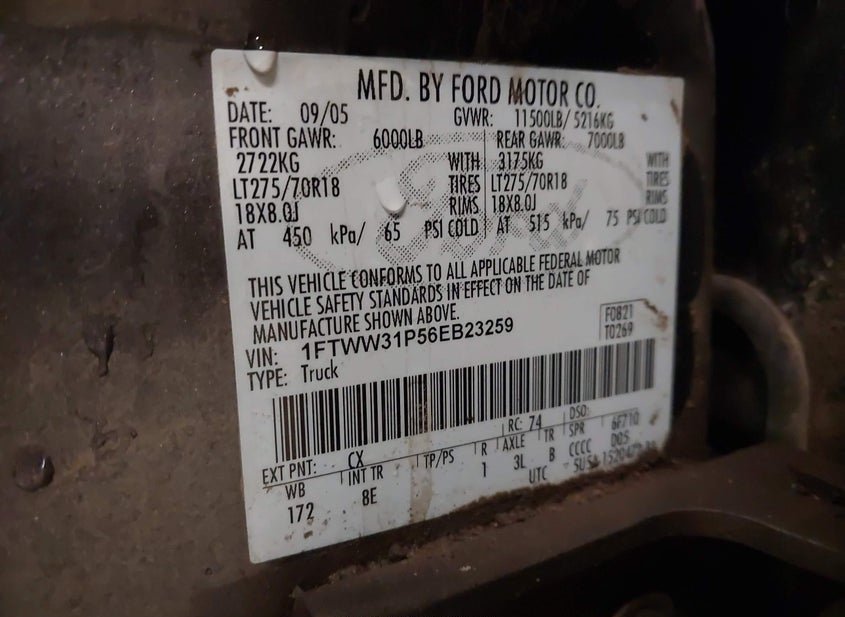 MFD. BY FORD MOTOR CO.
DATE: 09/05 GVWR: 11500LB/ 5216KG
FRONT GAWR: 6000LB REAR GAWR: 7000LB
2722KG WITH 3175KG WITH
LT275/70R18 TIRES LT275/70R18 TIRES
18X8.0J RIMS 18X8.0J RIMS
AT 450 kPa/ 65 PSI COLD AT 515 kPa/ 75 PSI COLD
Ford
THIS VEHICLE CONFORMS TO ALL APPLICABLE FEDERAL MOTOR
VEHICLE SAFETY STANDARDS IN EFFECT ON THE DATE OF
MANUFACTURE SHOWN ABOVE.
VIN: 1FTWW31P56EB23259 F0821
TYPE: Truck T0269
EXT PNT: CX RC: 74 DSO:
WB INT TR TP/PS R AXLE TR SPR 6F710
172 8E 1 3L B CCCC D05
UTC